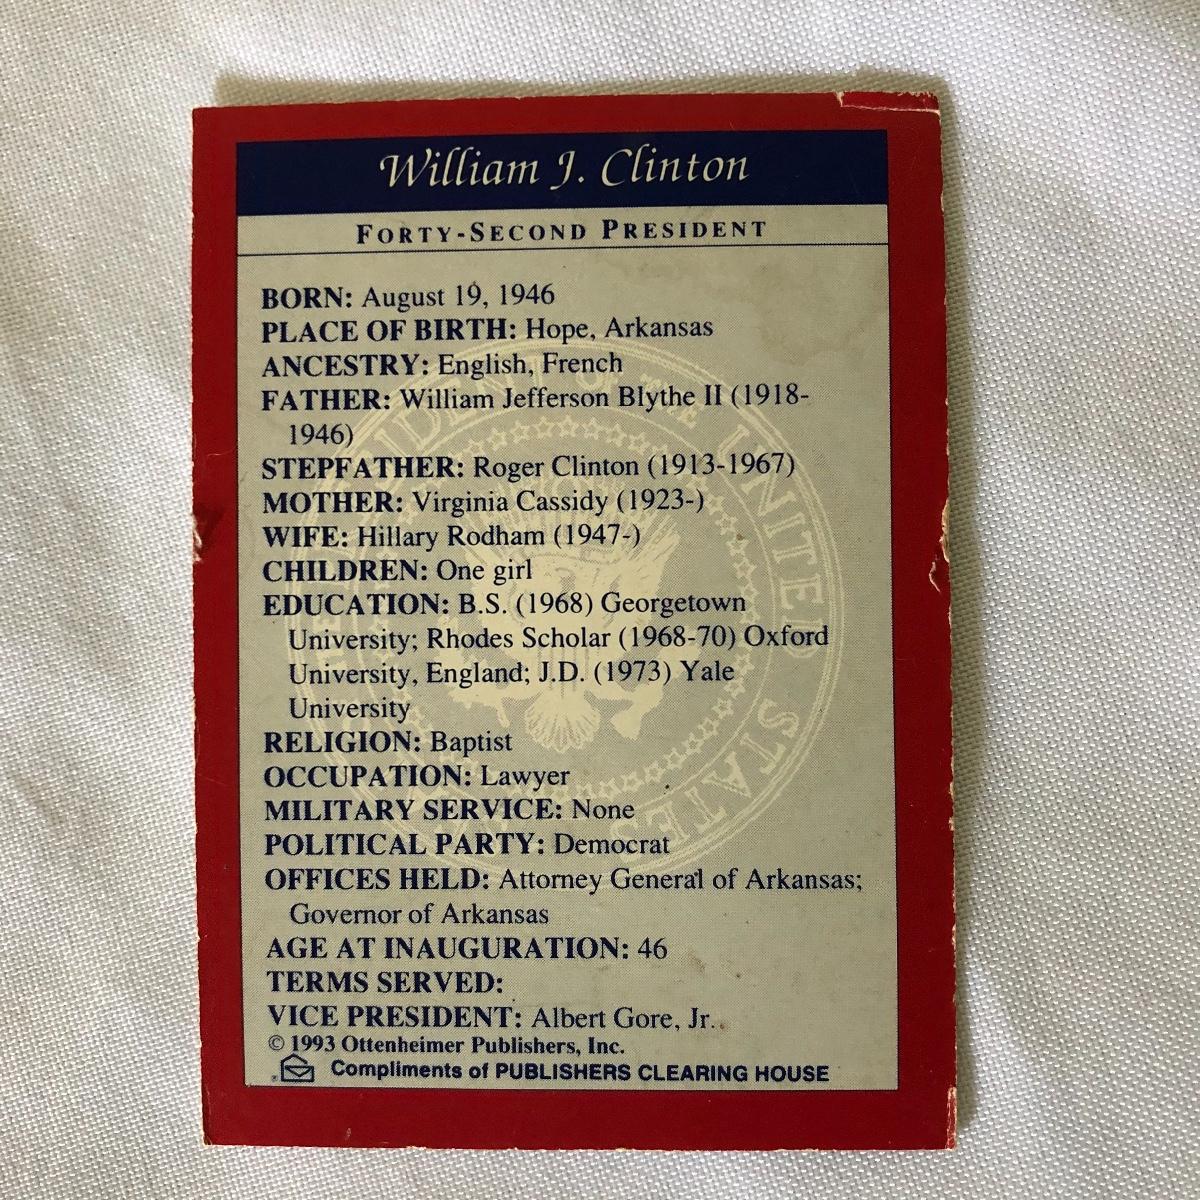 William J. Clinton
FORTY-SECOND PRESIDENT
BORN: August 19, 1946
PLACE OF BIRTH: Hope, Arkansas
ANCESTRY: English, French
FATHER: William Jefferson Blythe II (1918-
1946)
STEPFATHER: Roger Clinton (1913-1967)
MOTHER: Virginia Cassidy (1923-)
WIFE: Hillary Rodham (1947-)
CHILDREN: One girl
EDUCATION: B.S. (1968) Georgetown
University; Rhodes Scholar (1968-70) Oxford
University, England; J.D. (1973) Yale
University
RELIGION: Baptist
OCCUPATION: Lawyer
MILITARY SERVICE: None
POLITICAL PARTY: Democrat
OFFICES HELD: Attorney General of Arkansas;
Governor of Arkansas
AGE AT INAUGURATION: 46
TERMS SERVED:
VICE PRESIDENT: Albert Gore, Jr.
© 1993 Ottenheimer Publishers, Inc.
Compliments of PUBLISHERS CLEARING HOUSE
UNITED STATES